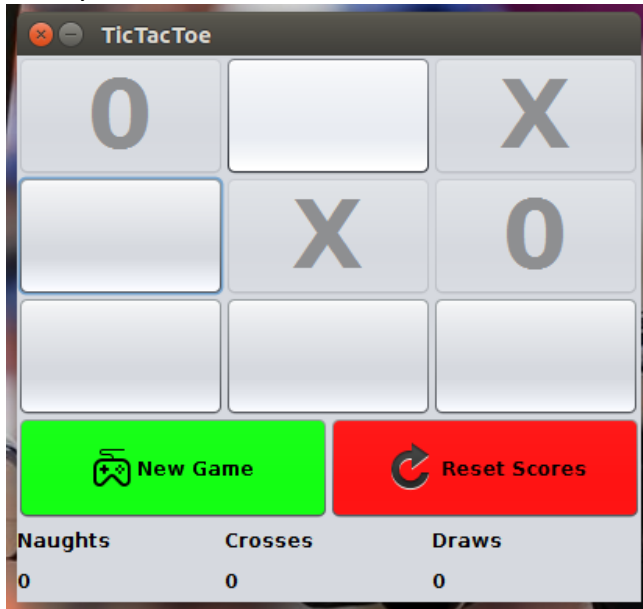 TicTacToe
0 X
X 0
New Game Reset Scores
Naughts Crosses Draws
0 0 0